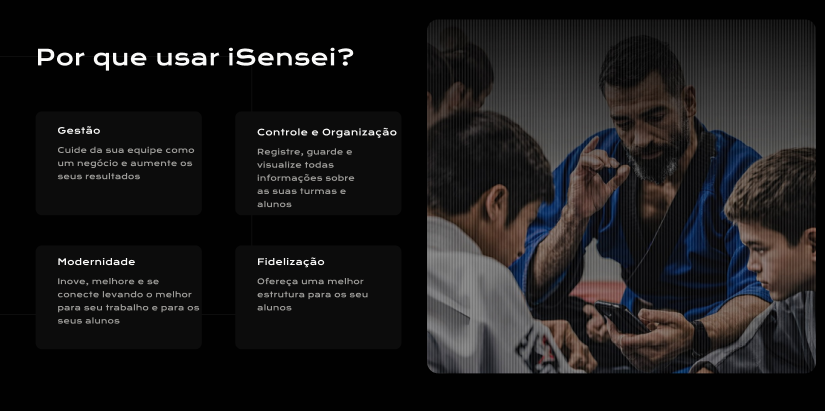 Por que usar iSensei?
Gestão
Cuide da sua equipe como
um negócio e aumente os
seus resultados
Controle e Organização
Registre, guarde e
visualize todas
informações sobre
as suas turmas e
alunos
Modernidade
Inove, melhore e se
conecte levando o melhor
para seu trabalho e para os
seus alunos
Fidelização
Ofereça uma melhor
estrutura para os seu
alunos